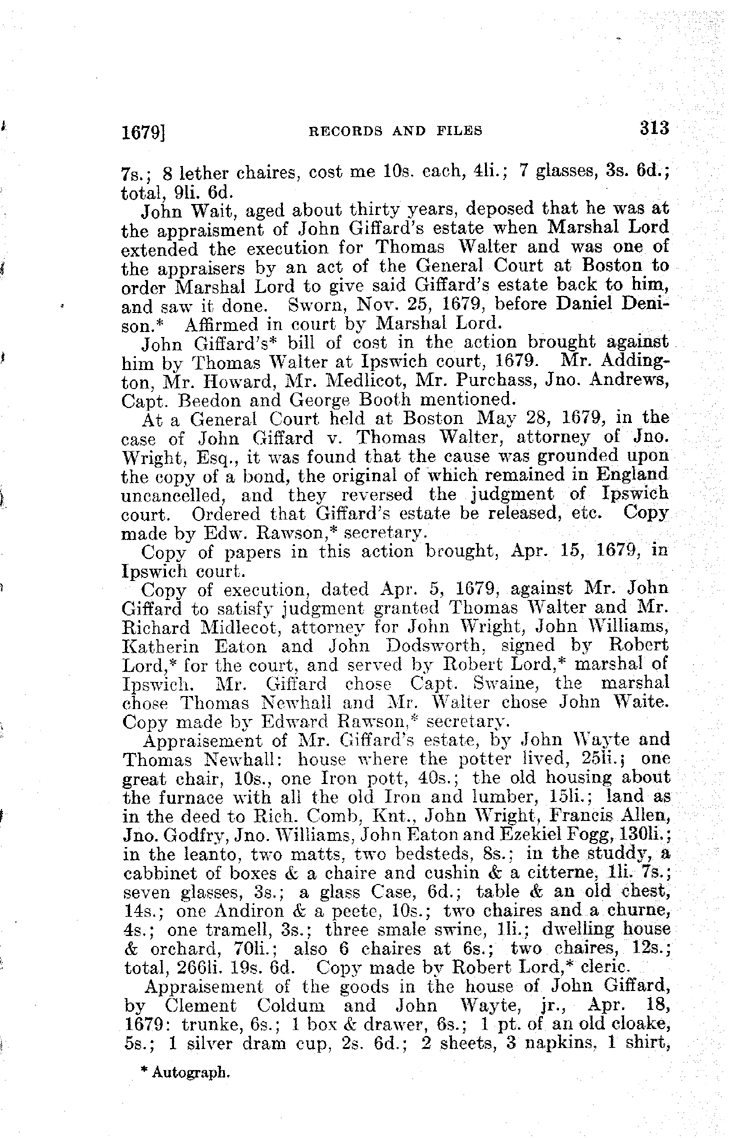 1679] RECORDS AND FILES 313
7s.; 8 lether chaires, cost me 10s. each, 4li.; 7 glasses, 3s. 6d.;
total, 9li. 6d.
John Wait, aged about thirty years, deposed that he was at
the appraisment of John Giffard's estate when Marshal Lord
extended the execution for Thomas Walter and was one of
the appraisers by an act of the General Court at Boston to
order Marshal Lord to give said Giffard's estate back to him,
and saw it done. Sworn, Nov. 25, 1679, before Daniel Deni-
son.* Affirmed in court by Marshal Lord.
John Giffard's* bill of cost in the action brought against
him by Thomas Walter at Ipswich court, 1679. Mr. Adding-
ton, Mr. Howard, Mr. Medlicot, Mr. Purchass, Jno. Andrews,
Capt. Beedon and George Booth mentioned.
At a General Court held at Boston May 28, 1679, in the
case of John Giffard v. Thomas Walter, attorney of Jno.
Wright, Esq., it was found that the cause was grounded upon
the copy of a bond, the original of which remained in England
uncancelled, and they reversed the judgment of Ipswich
court. Ordered that Giffard's estate be released, etc. Copy
made by Edw. Rawson,* secretary.
Copy of papers in this action brought, Apr. 15, 1679, in
Ipswich court.
Copy of execution, dated Apr. 5, 1679, against Mr. John
Giffard to satisfy judgment granted Thomas Walter and Mr.
Richard Midlecot, attorney for John Wright, John Williams,
Katherin Eaton and John Dodsworth, signed by Robert
Lord,* for the court, and served by Robert Lord,* marshal of
Ipswich. Mr. Giffard chose Capt. Swaine, the marshal
chose Thomas Newhall and Mr. Walter chose John Waite.
Copy made by Edward Rawson,* secretary.
Appraisement of Mr. Giffard's estate, by John Wayte and
Thomas Newhall: house where the potter lived, 25li.; one
great chair, 10s., one Iron pott, 40s.; the old housing about
the furnace with all the old Iron and lumber, 15li.; land as
in the deed to Rich. Comb, Knt., John Wright, Francis Allen,
Jno. Godfry, Jno. Williams, John Eaton and Ezekiel Fogg, 130li.;
in the leanto, two matts, two bedsteds, 8s.; in the studdy, a
cabbinet of boxes & a chaire and cushin & a citterne, 1li. 7s.;
seven glasses, 3s.; a glass Case, 6d.; table & an old chest,
14s.; one Andiron & a peece, 10s.; two chaires and a churne,
4s.; one tramell, 3s.; three smale swine, 1li.; dwelling house
& orchard, 70li.; also 6 chaires at 6s.; two chaires, 12s.;
total, 266li. 19s. 6d. Copy made by Robert Lord,* cleric.
Appraisement of the goods in the house of John Giffard,
by Clement Coldum and John Wayte, jr., Apr. 18,
1679: trunke, 6s.; 1 box & drawer, 6s.; 1 pt. of an old cloake,
5s.; 1 silver dram cup, 2s. 6d.; 2 sheets, 3 napkins, 1 shirt,
* Autograph.